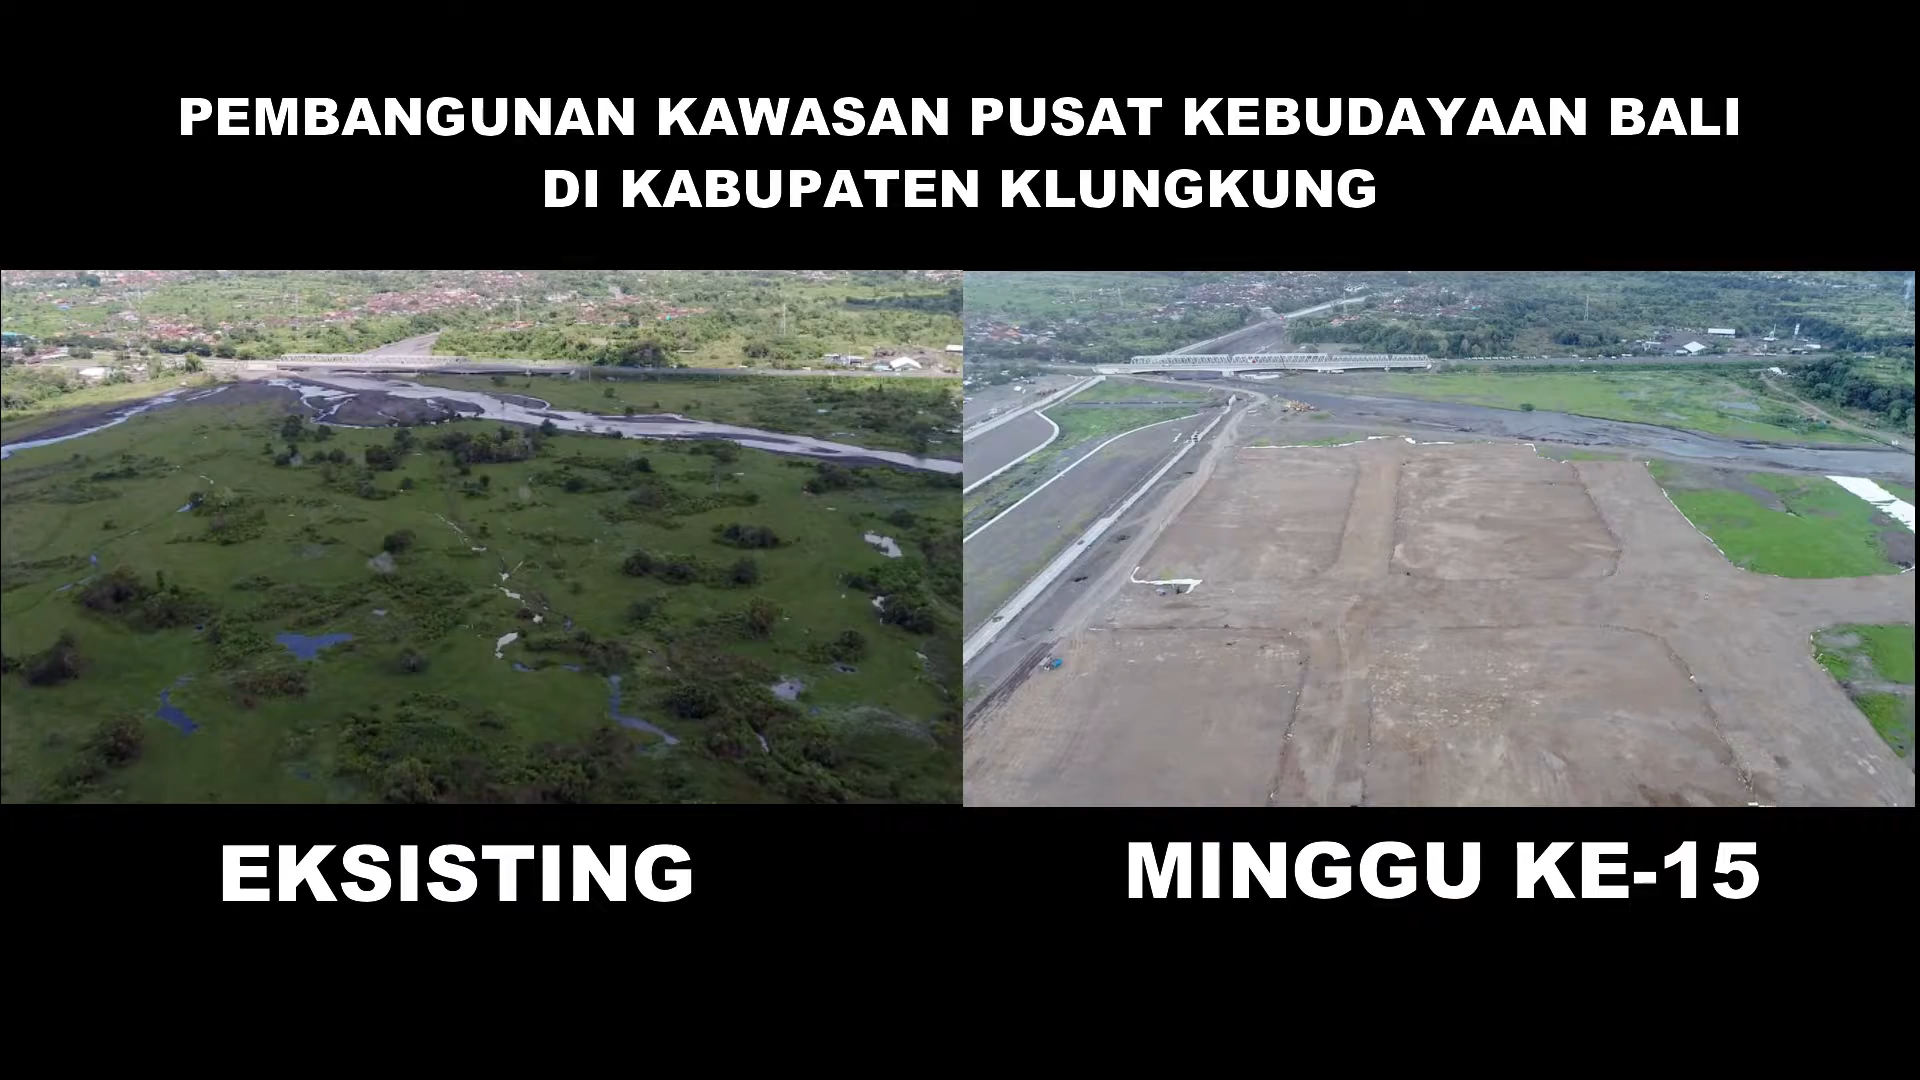 PEMBANGUNAN KAWASAN PUSAT KEBUDAYAAN BALI
DI KABUPATEN KLUNGKUNG
EKSISTING
MINGGU KE-15